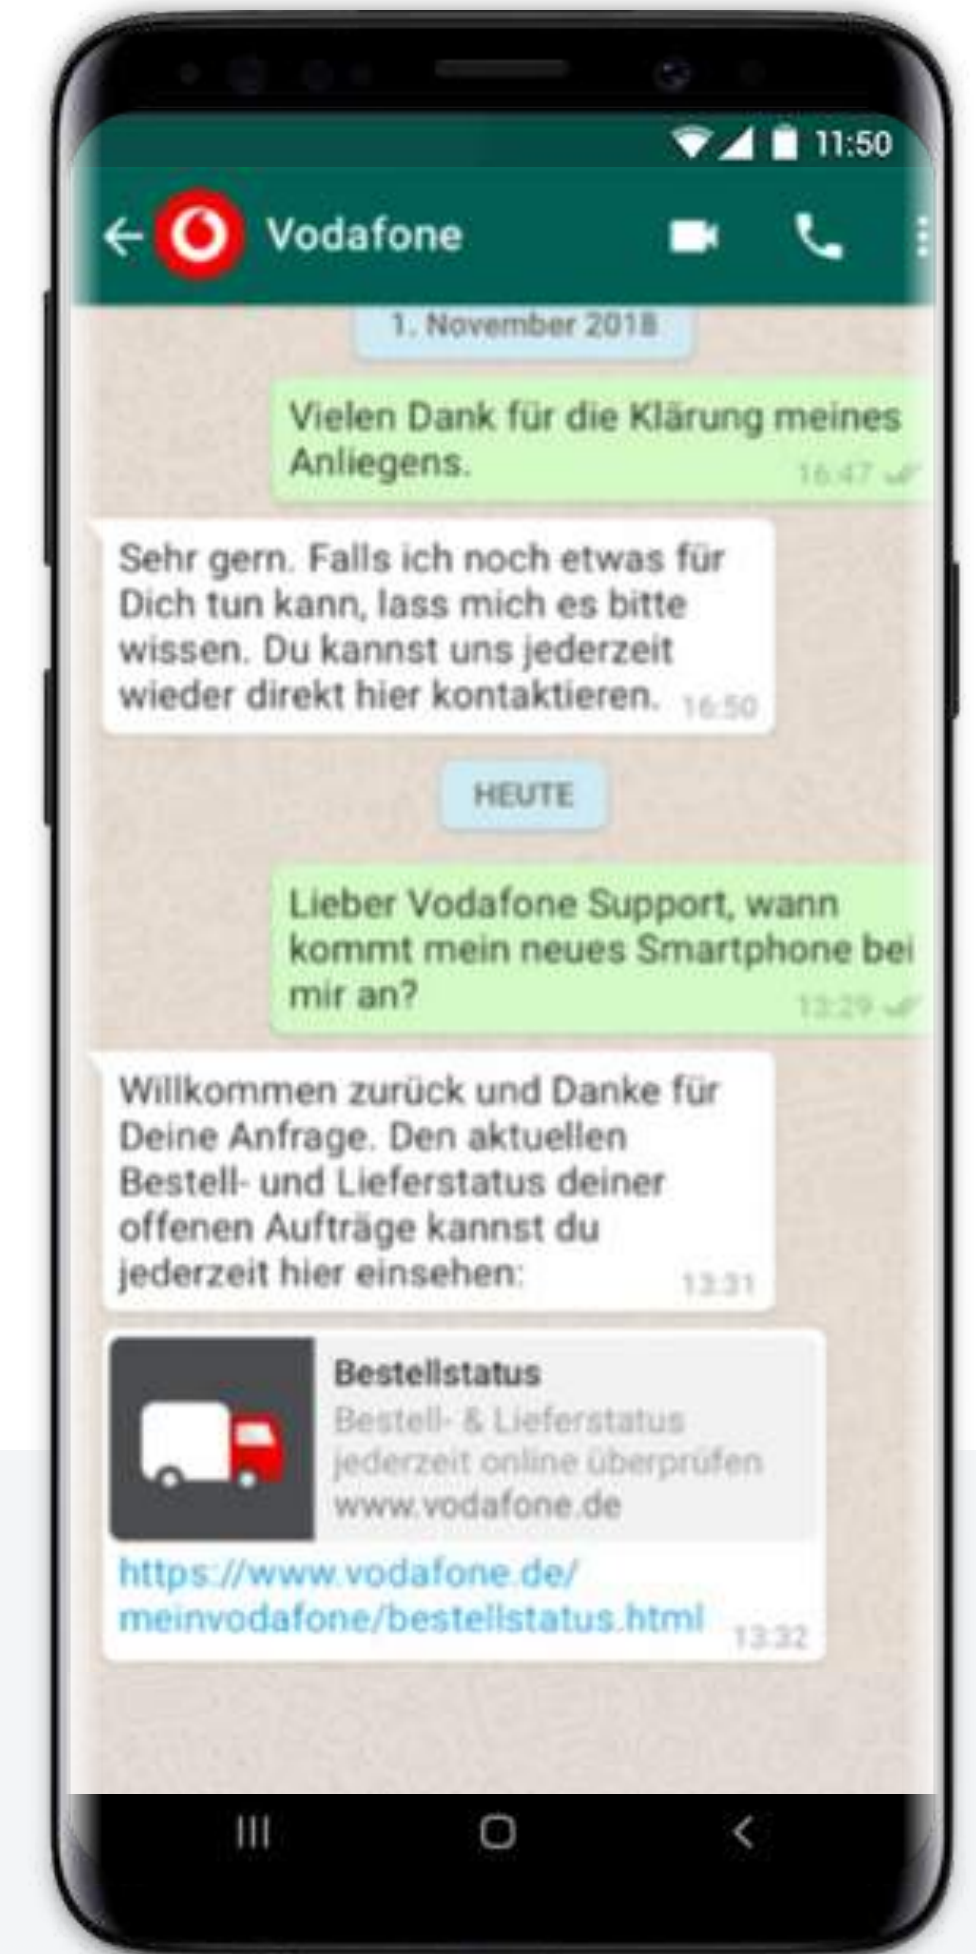 11:50
Vodafone
1. November 2018
Vielen Dank für die Klärung meines
Anliegens.
16:47
Sehr gern. Falls ich noch etwas für
Dich tun kann, lass mich es bitte
wissen. Du kannst uns jederzeit
wieder direkt hier kontaktieren.
16:50
HEUTE
Lieber Vodafone Support, wann
kommt mein neues Smartphone bei
mir an?
13:29
Willkommen zurück und Danke für
Deine Anfrage. Den aktuellen
Bestell- und Lieferstatus deiner
offenen Aufträge kannst du
jederzeit hier einsehen:
13:31
Bestellstatus
Bestell- & Lieferstatus
jederzeit online überprüfen
www.vodafone.de
https://www.vodafone.de/
meinvodafone/bestellstatus.html
13:32